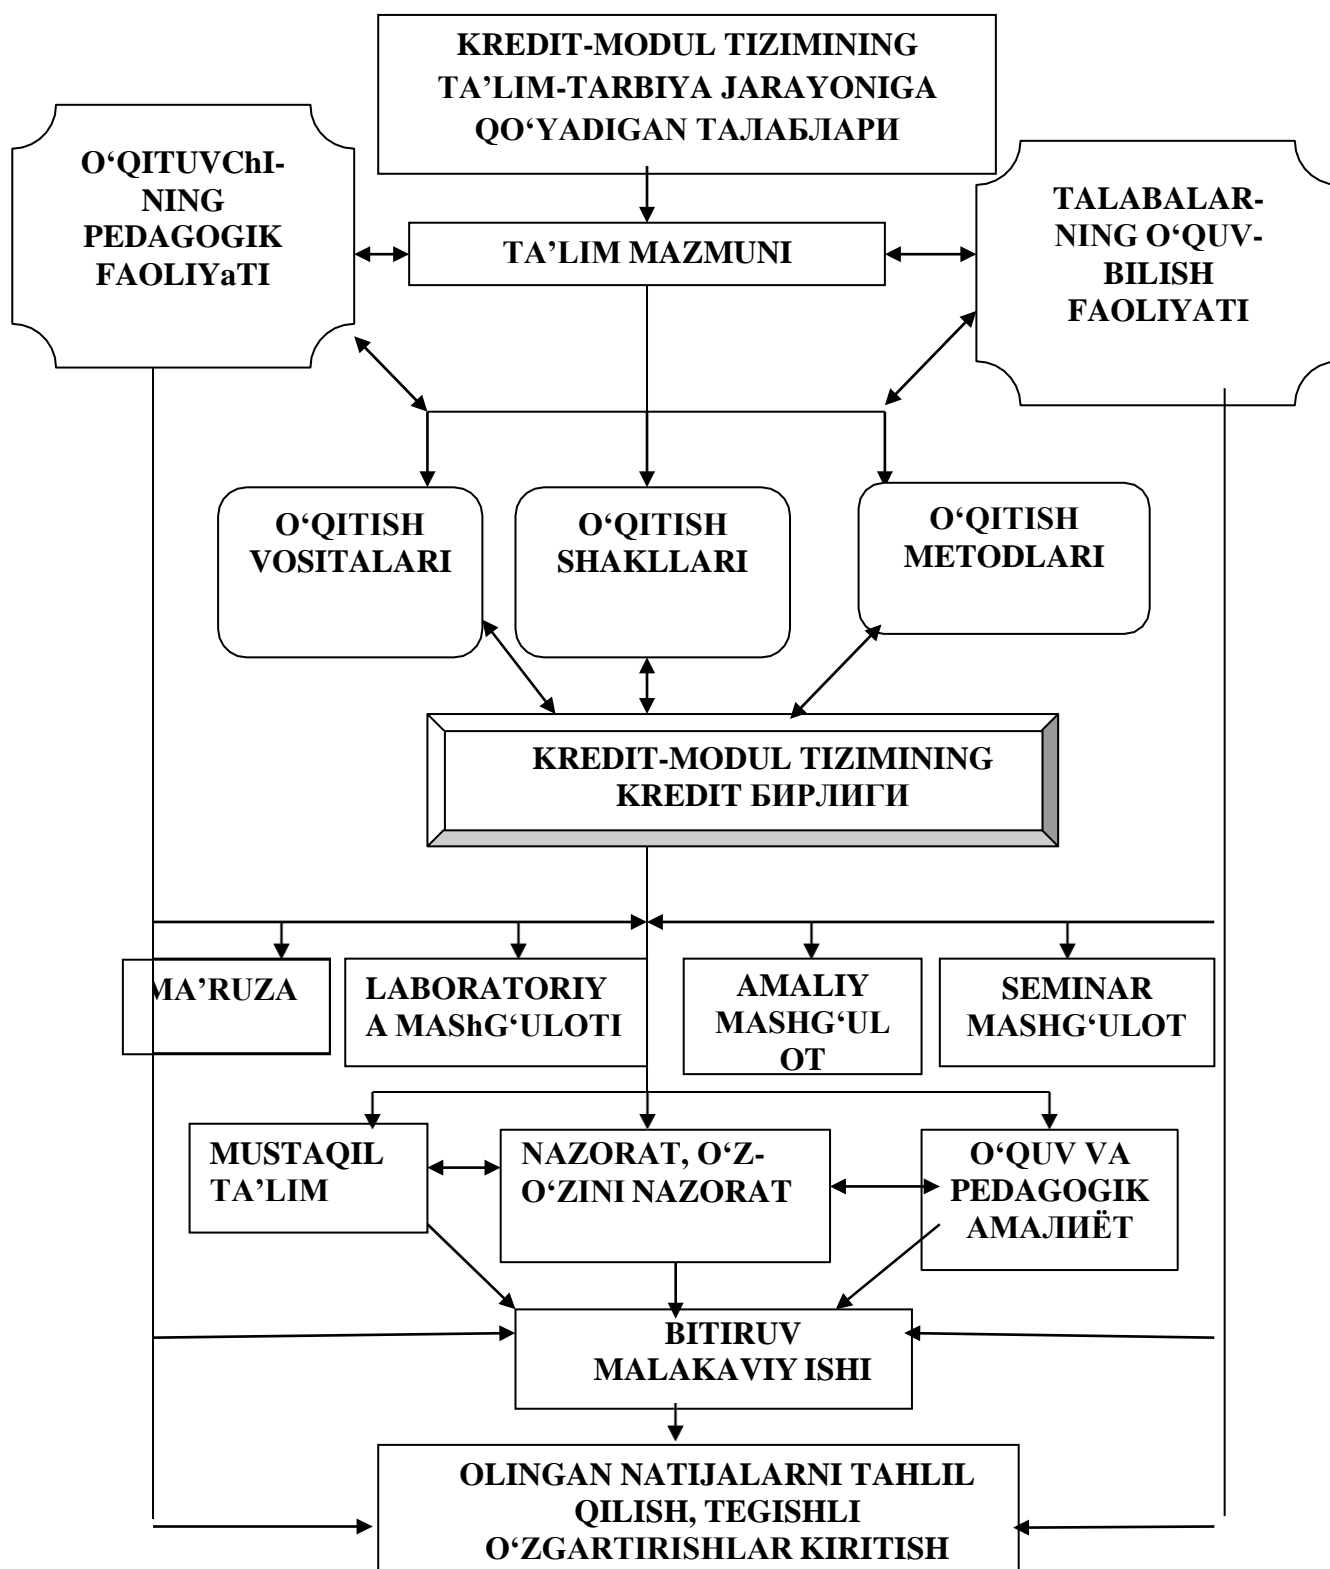 KREDIT-MODUL TIZIMINING
TA’LIM-TARBIYA JARAYONIGA
QO‘YADIGAN ТАЛАБЛАРИ
O‘QITUVChI-
NING
PEDAGOGIK
FAOLIYaTI
TA’LIM MAZMUNI
TALABALAR-
NING O‘QUV-
BILISH
FAOLIYATI
O‘QITISH
VOSITALARI
O‘QITISH
SHAKLLARI
O‘QITISH
METODLARI
KREDIT-MODUL TIZIMINING
KREDIT БИРЛИГИ
MA’RUZA
LABORATORIY
A MAShG‘ULOTI
AMALIY
MASHG‘UL
OT
SEMINAR
MASHG‘ULOT
MUSTAQIL
TA’LIM
NAZORAT, O‘Z-
O‘ZINI NAZORAT
O‘QUV VA
PEDAGOGIK
АМАЛИЁТ
BITIRUV
MALAKAVIY ISHI
OLINGAN NATIJALARNI TAHLIL
QILISH, TEGISHLI
O‘ZGARTIRISHLAR KIRITISH